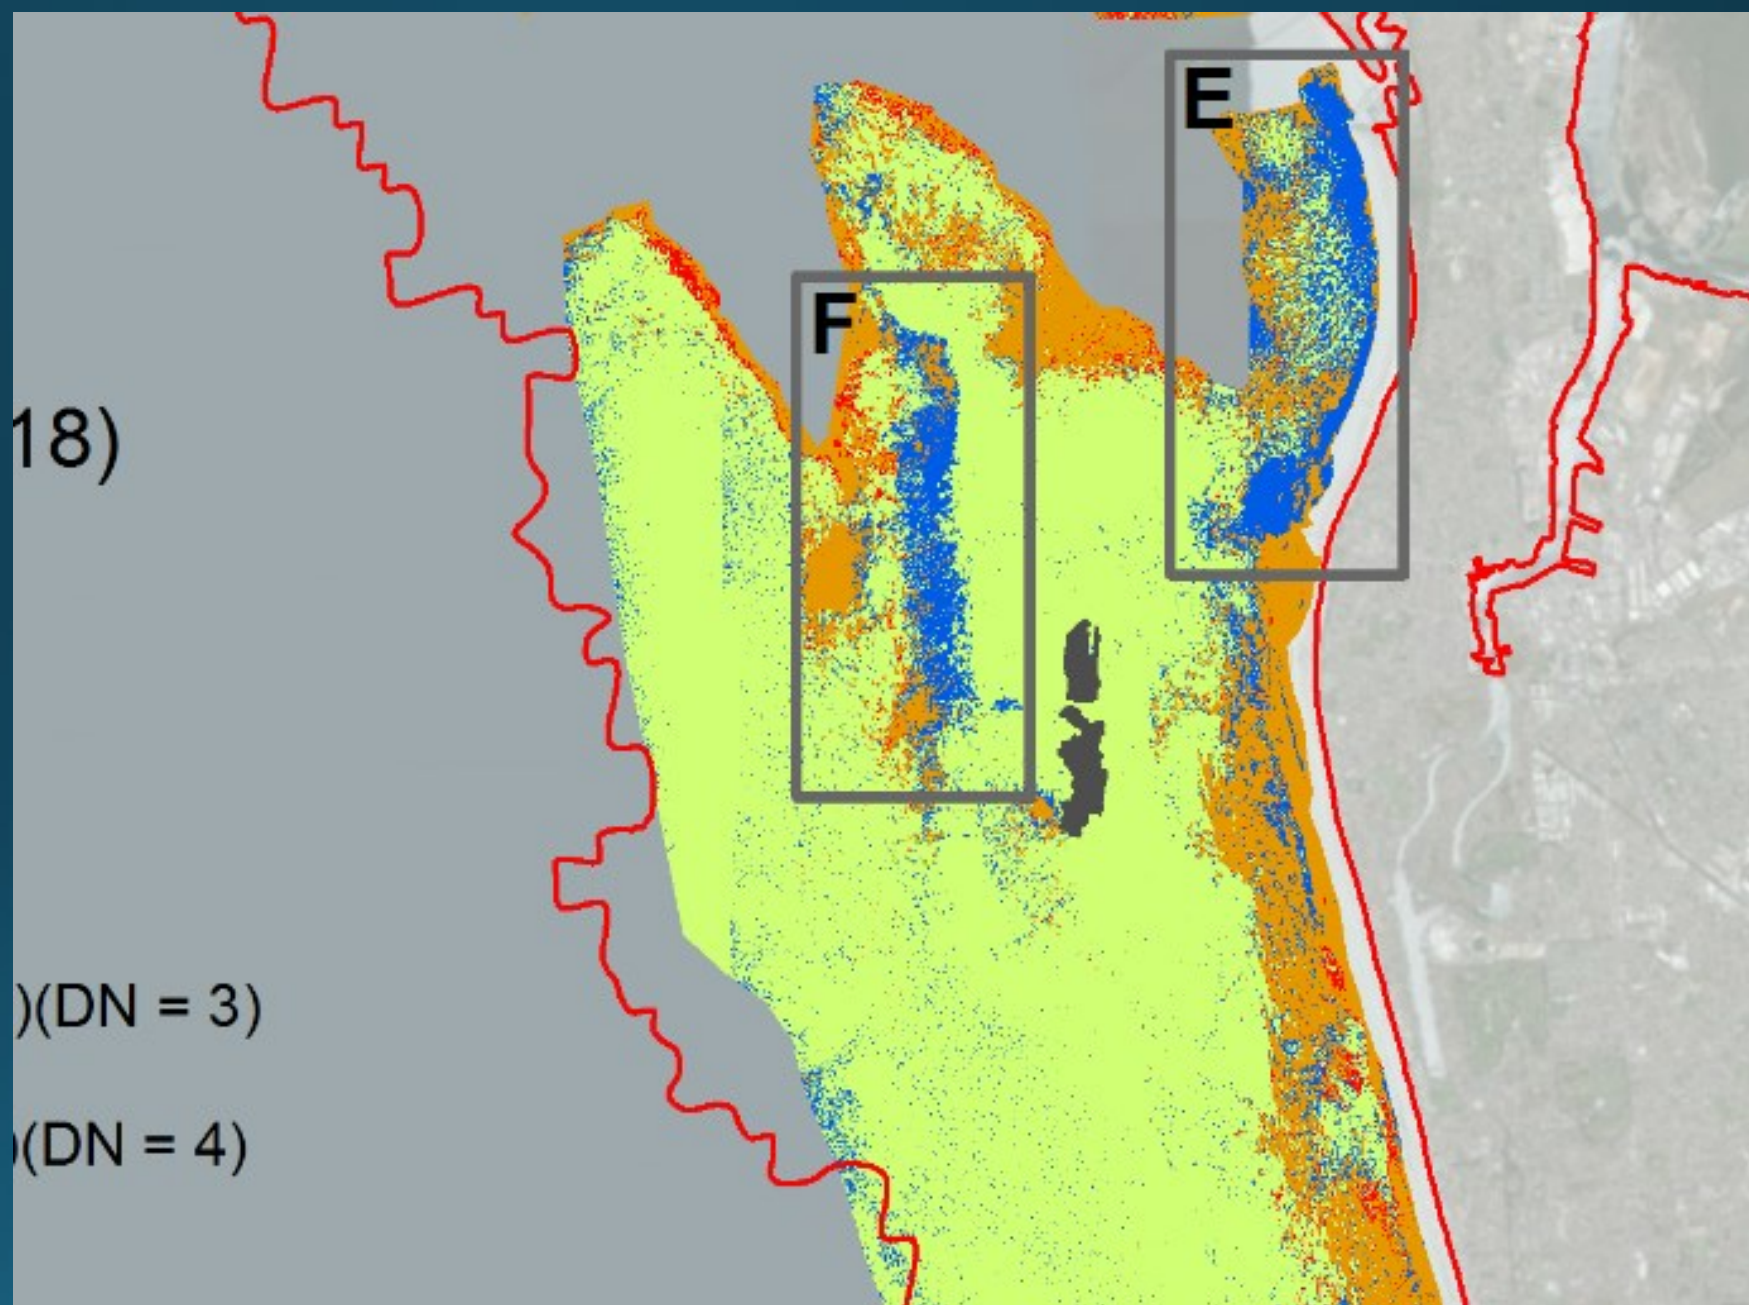 E
F
18)
)(DN = 3)
)(DN = 4)